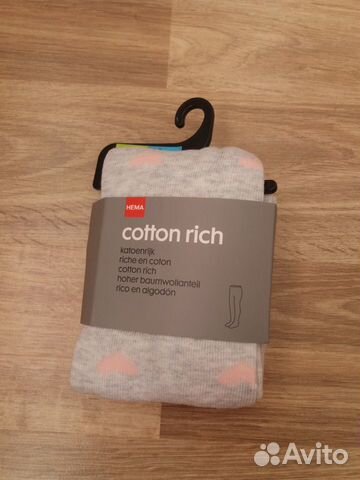 HEMA
cotton rich
katoenrijk
riche en coton
cotton rich
hoher baumwollanteil
rico en algodón
Avito